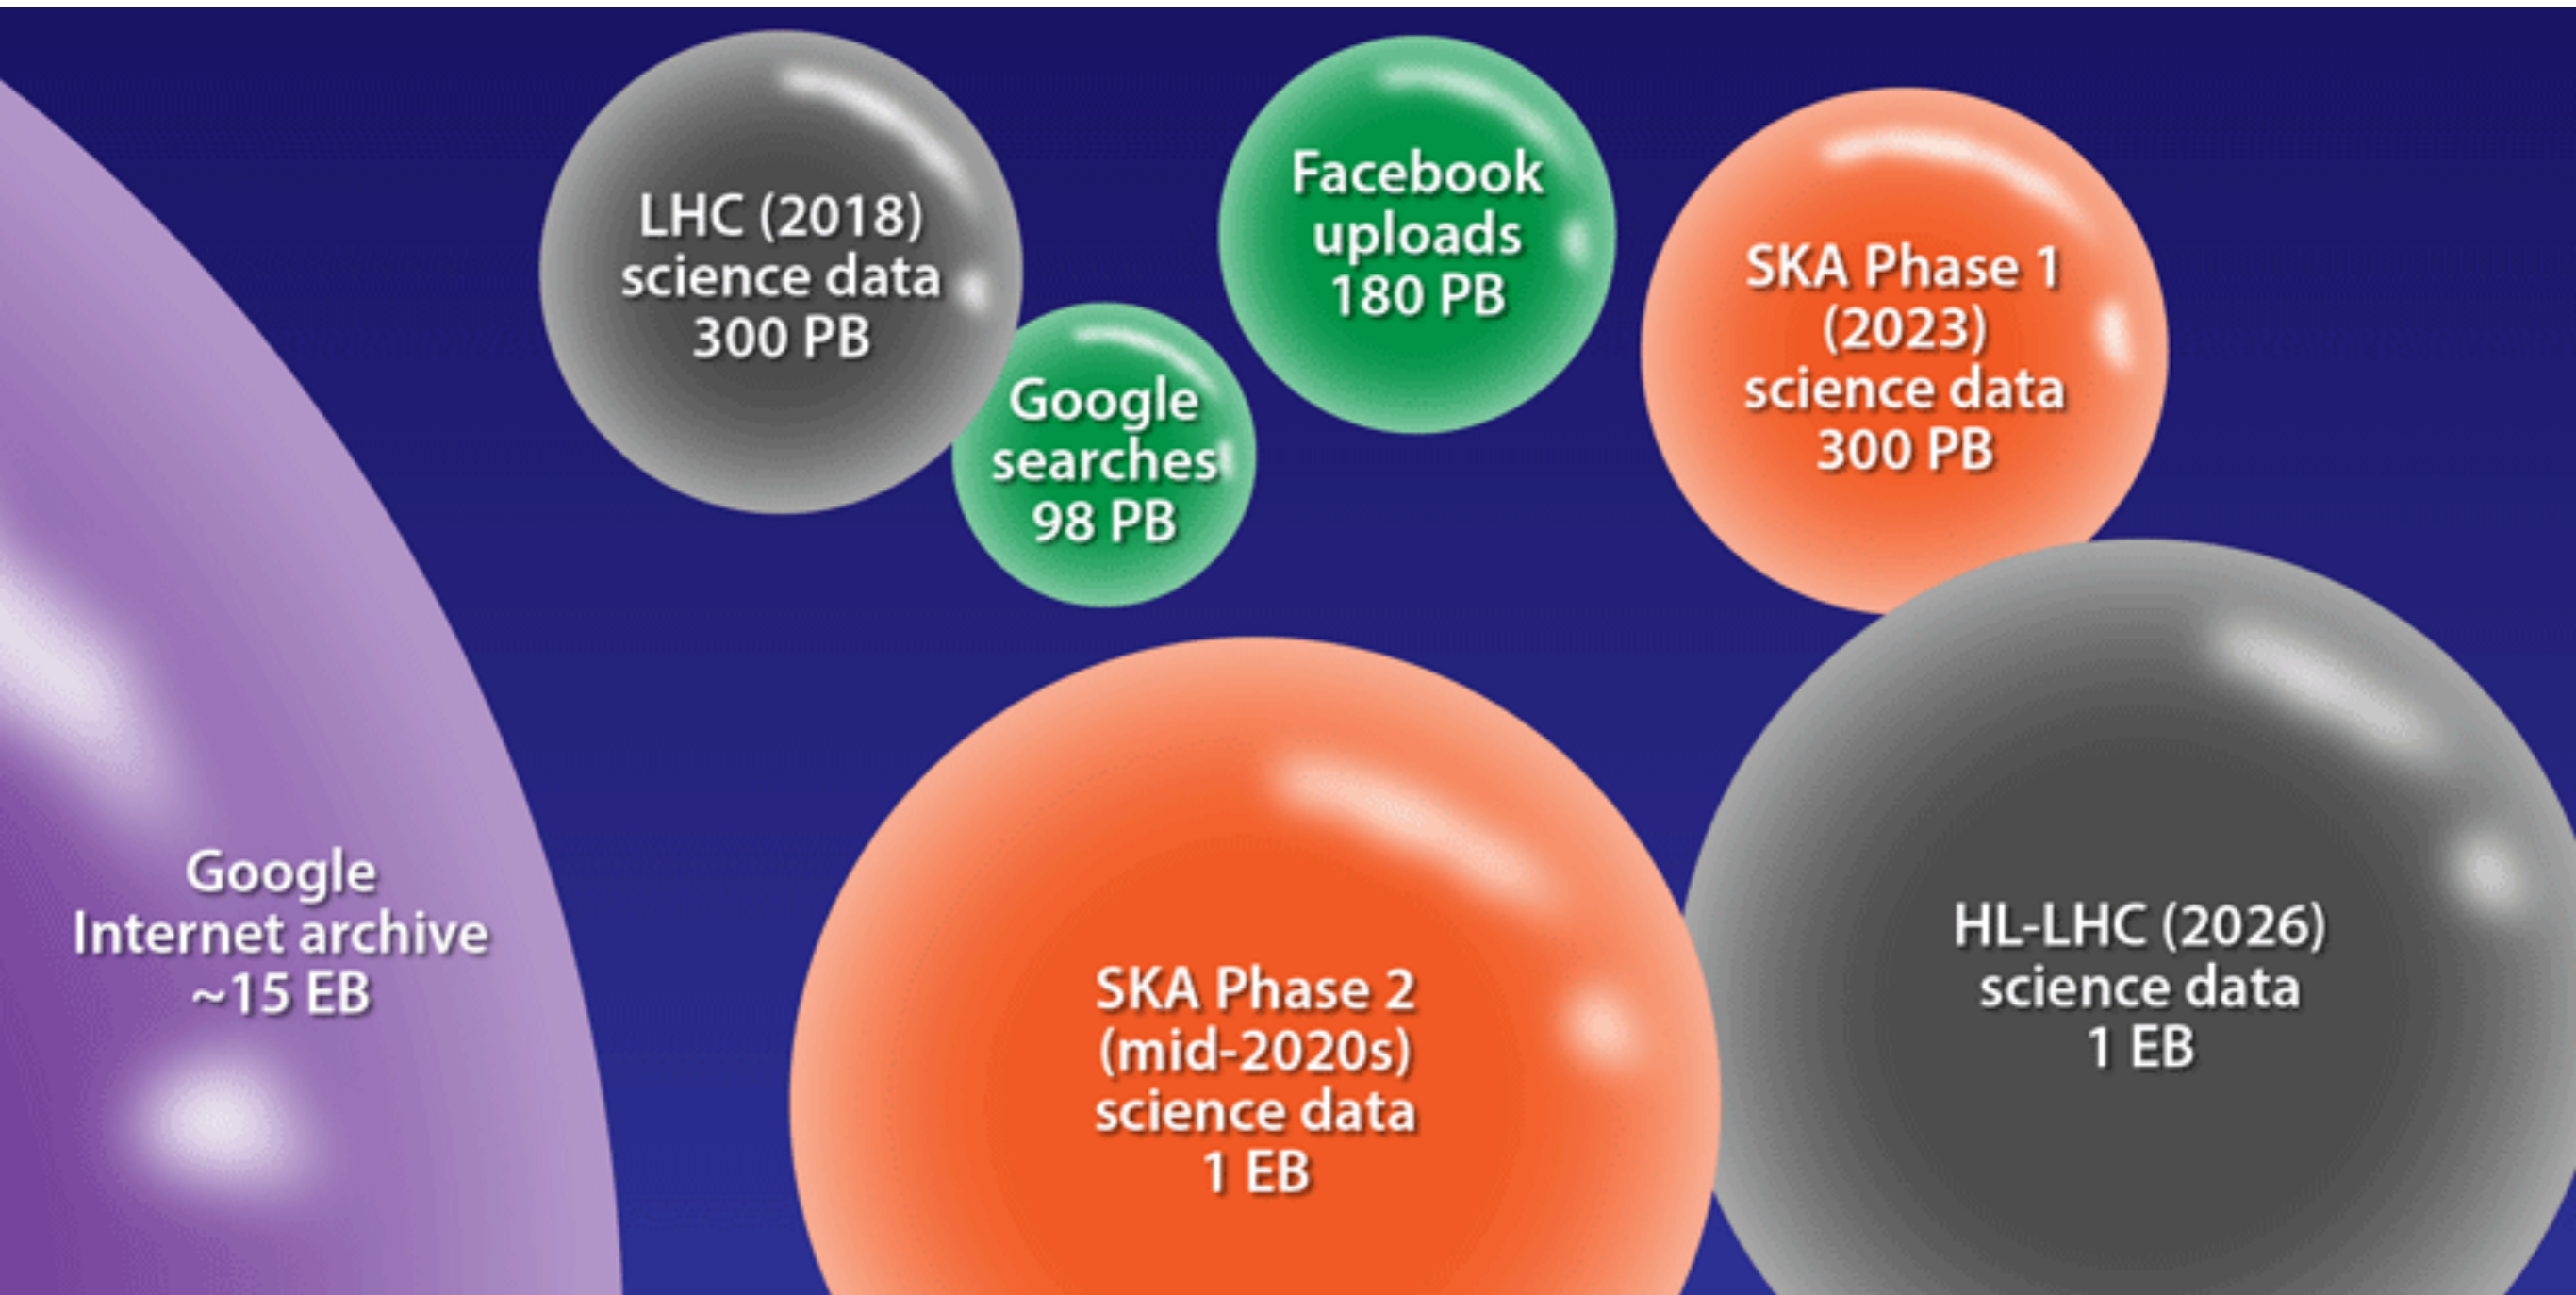 LHC (2018)
science data
300 PB
Google
searches
98 PB
Facebook
uploads
180 PB
SKA Phase 1
(2023)
science data
300 PB
Google
Internet archive
~15 EB
SKA Phase 2
(mid-2020s)
science data
1 EB
HL-LHC (2026)
science data
1 EB